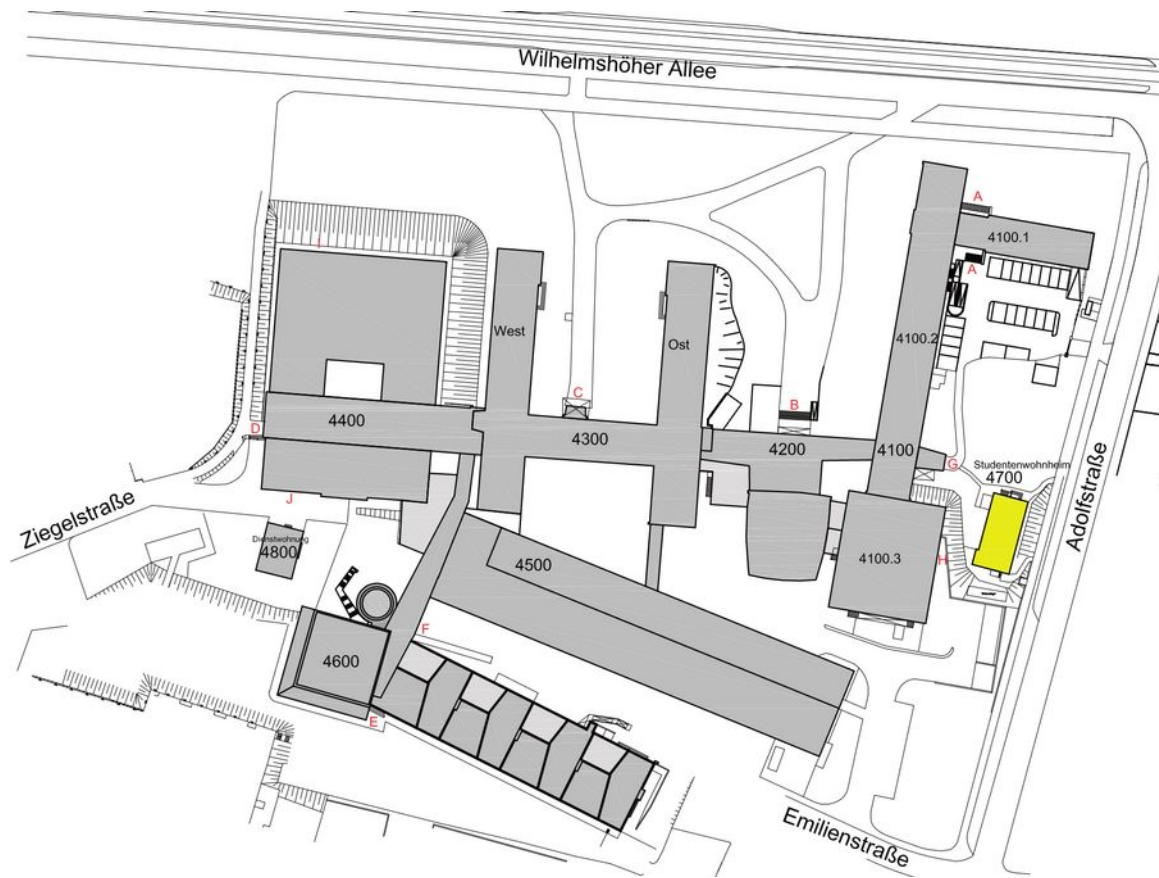 Wilhelmshöher Allee
A
4100.1
I
A
West
Ost
4100.2
C
B
4400
D
4300
4200
4100
G
Studentenwohnheim
4700
J
Ziegelstraße
Adolfstraße
Dienstwohnung
4800
4500
4100.3
H
F
4600
E
Emilienstraße